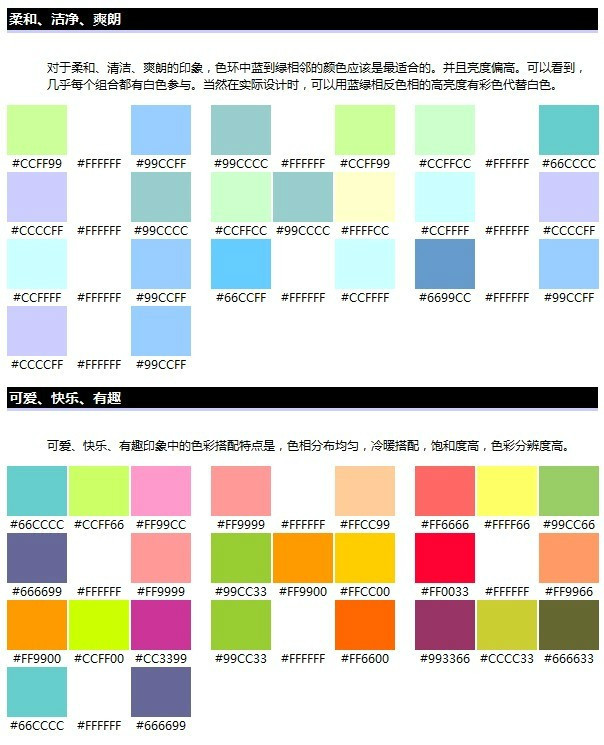 柔和、洁净、爽朗
对于柔和、清洁、爽朗的印象，色环中蓝到绿相邻的颜色应该是最适合的。并且亮度偏高。可以看到，
几乎每个组合都有白色参与。当然在实际设计时，可以用蓝绿相反色相的高亮度有彩色代替白色。
#CCFF99 #FFFFFF #99CCFF #99CCCC #FFFFFF #CCFF99 #CCFFCC #FFFFFF #66CCCC
#CCCCFF #FFFFFF #99CCCC #CCFFCC #99CCCC #FFFFCC #CCFFFF #FFFFFF #CCCCFF
#CCFFFF #FFFFFF #99CCFF #66CCFF #FFFFFF #CCFFFF #6699CC #FFFFFF #99CCFF
#CCCCFF #FFFFFF #99CCFF
可爱、快乐、有趣
可爱、快乐、有趣印象中的色彩搭配特点是，色相分布均匀，冷暖搭配，饱和度高，色彩分辨度高。
#66CCCC #CCFF66 #FF99CC #FF9999 #FFFFFF #FFCC99 #FF6666 #FFFF66 #99CC66
#666699 #FFFFFF #FF9999 #99CC33 #FF9900 #FFCC00 #FF0033 #FFFFFF #FF9966
#FF9900 #CCFF00 #CC3399 #99CC33 #FFFFFF #FF6600 #993366 #CCCC33 #666633
#66CCCC #FFFFFF #666699